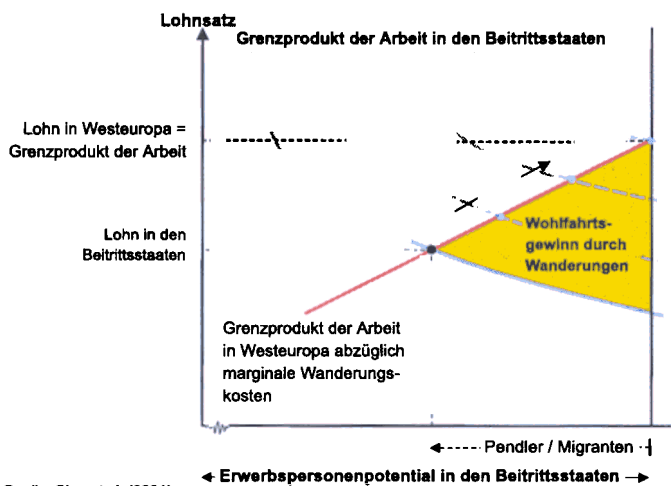 Lohnsatz
Grenzprodukt der Arbeit in den Beitrittsstaaten
Lohn in Westeuropa =
Grenzprodukt der Arbeit
Lohn in den
Beitrittsstaaten
Wohlfahrts-
gewinn durch
Wanderungen
Grenzprodukt der Arbeit
in Westeuropa abzüglich
marginale Wanderungs-
kosten
Pendler / Migranten
Erwerbspersonenpotential in den Beitrittsstaaten